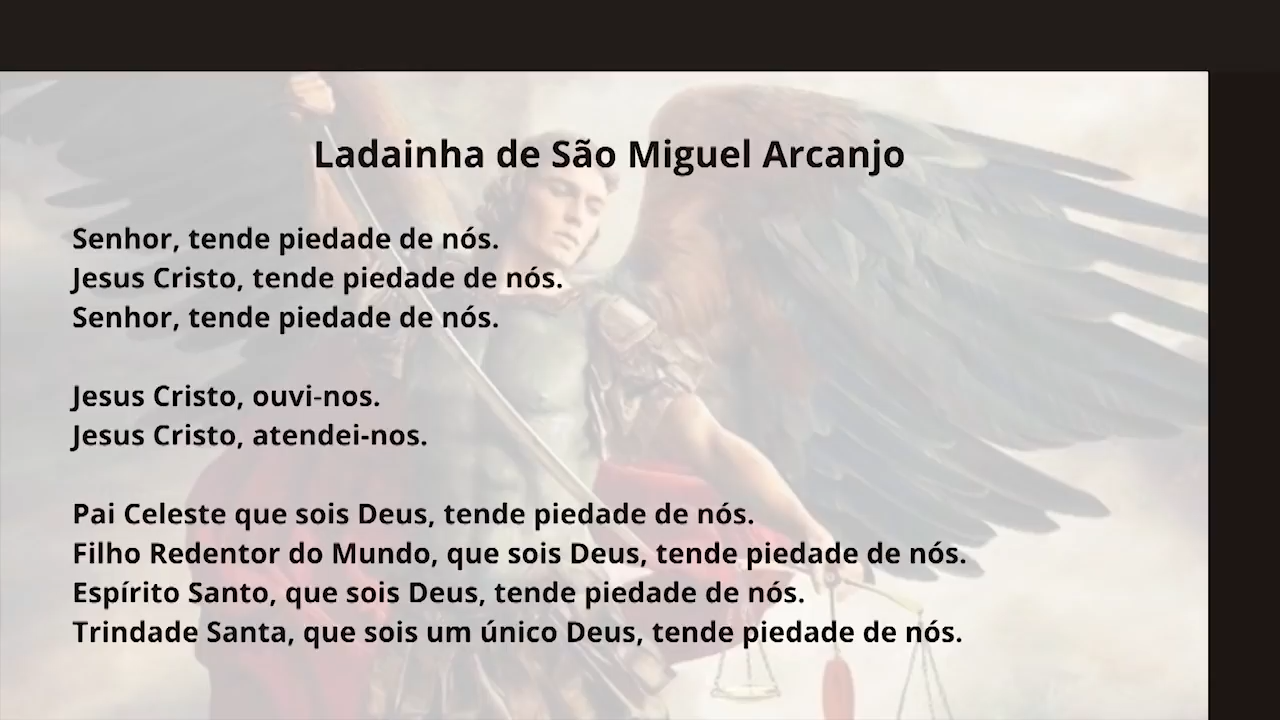 Ladainha de São Miguel Arcanjo
Senhor, tende piedade de nós.
Jesus Cristo, tende piedade de nós.
Senhor, tende piedade de nós.
Jesus Cristo, ouvi-nos.
Jesus Cristo, atendei-nos.
Pai Celeste que sois Deus, tende piedade de nós.
Filho Redentor do Mundo, que sois Deus, tende piedade de nós.
Espírito Santo, que sois Deus, tende piedade de nós.
Trindade Santa, que sois um único Deus, tende piedade de nós.